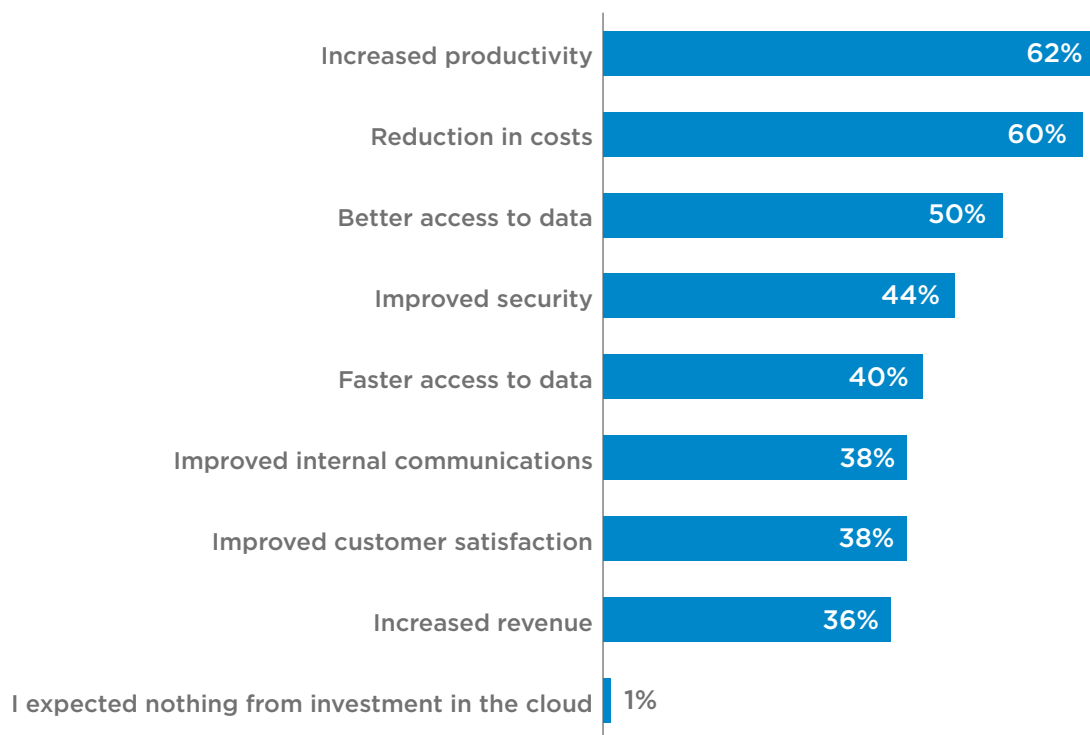 Increased productivity 62%
Reduction in costs 60%
Better access to data 50%
Improved security 44%
Faster access to data 40%
Improved internal communications 38%
Improved customer satisfaction 38%
Increased revenue 36%
I expected nothing from investment in the cloud 1%